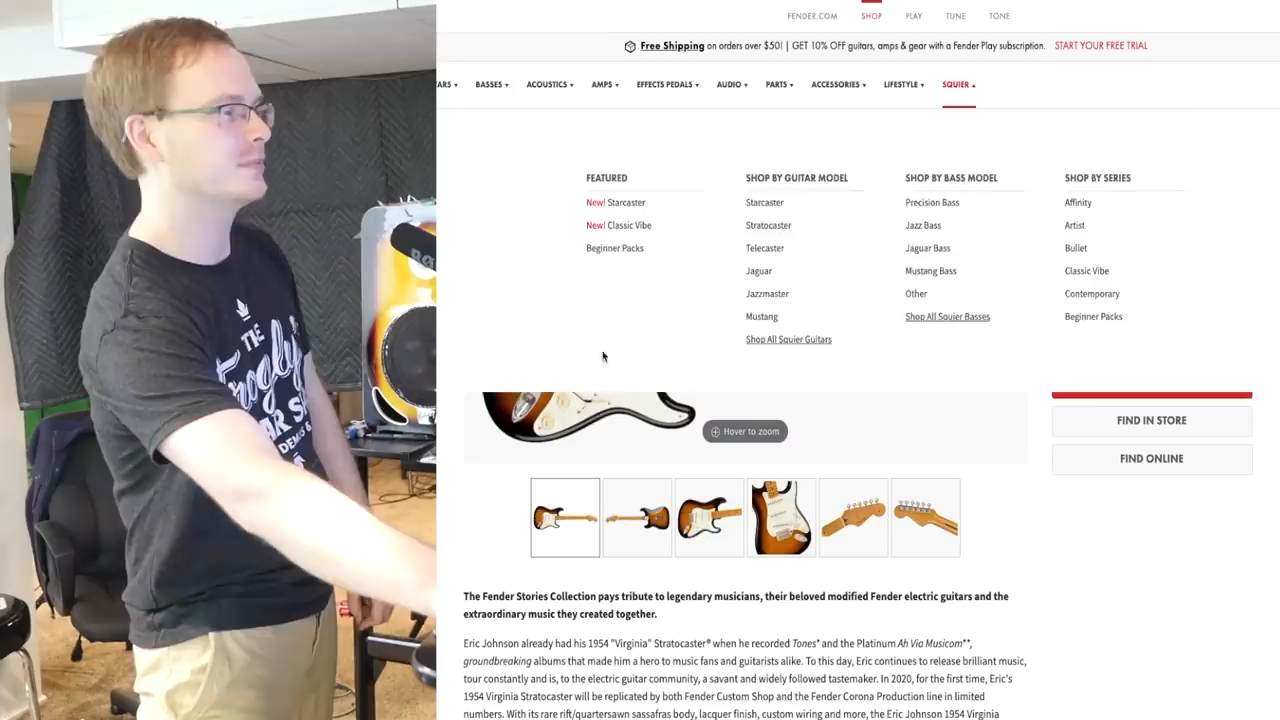 FENDER.COM SHOP PLAY TUNE TONE
Free Shipping on orders over $50! | GET 10% OFF guitars, amps & gear with a Fender Play subscription. START YOUR FREE TRIAL
BASSES ▾ ACOUSTICS ▾ AMPS ▾ EFFECTS PEDALS ▾ AUDIO ▾ PARTS ▾ ACCESSORIES ▾ LIFESTYLE ▾ SQUIER ▴
FEATURED
New! Starcaster
New! Classic Vibe
Beginner Packs
SHOP BY GUITAR MODEL
Starcaster
Stratocaster
Telecaster
Jaguar
Jazzmaster
Mustang
Shop All Squier Guitars
SHOP BY BASS MODEL
Precision Bass
Jazz Bass
Jaguar Bass
Mustang Bass
Other
Shop All Squier Basses
SHOP BY SERIES
Affinity
Artist
Bullet
Classic Vibe
Contemporary
Beginner Packs
THE
Hover to zoom
FIND IN STORE
FIND ONLINE
The Fender Stories Collection pays tribute to legendary musicians, their beloved modified Fender electric guitars and the
extraordinary music they created together.
Eric Johnson already had his 1954 "Virginia" Stratocaster® when he recorded Tones* and the Platinum Ah Via Musicom**,
groundbreaking albums that made him a hero to music fans and guitarists alike. To this day, Eric continues to release brilliant music,
tour constantly and is, to the electric guitar community, a savant and widely followed tastemaker. In 2020, for the first time, Eric's
1954 Virginia Stratocaster will be replicated by both Fender Custom Shop and the Fender Corona Production line in limited
numbers. With its rare rift/quartersawn sassafras body, lacquer finish, custom wiring and more, the Eric Johnson 1954 Virginia